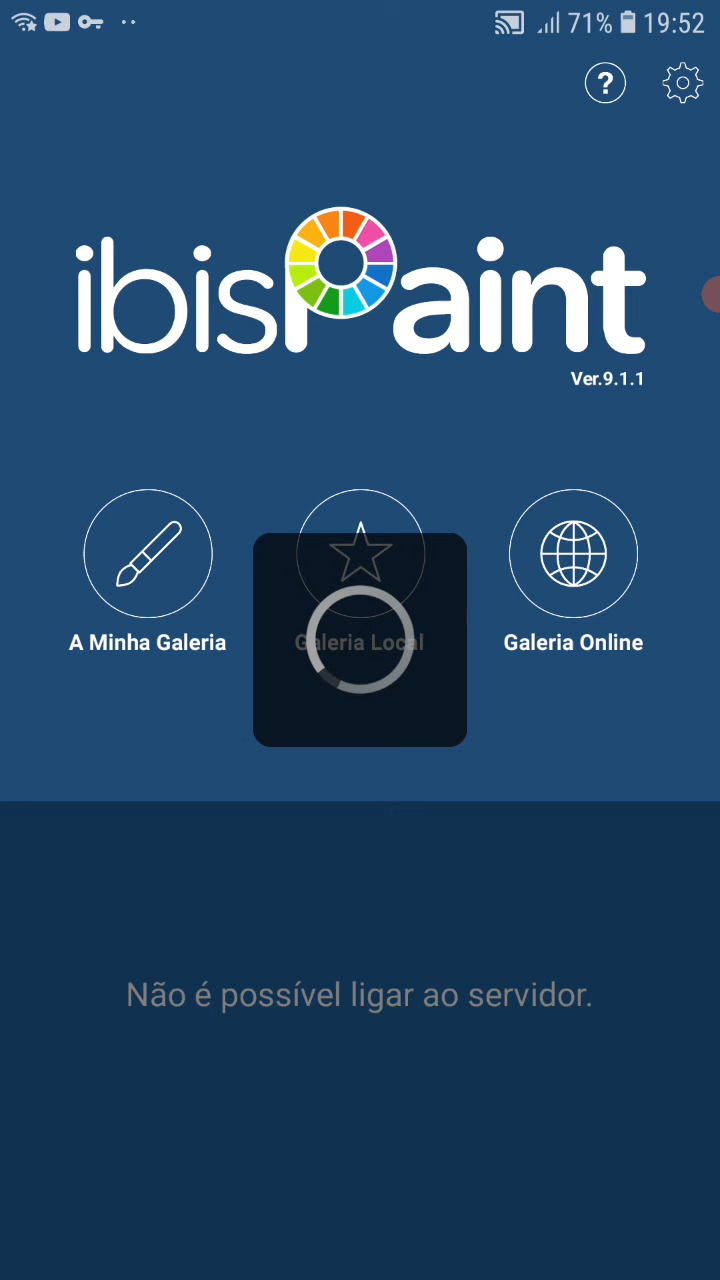 71% 19:52
?
ibisPaint
Ver.9.1.1
A Minha Galeria
Galeria Local
Galeria Online
Não é possível ligar ao servidor.